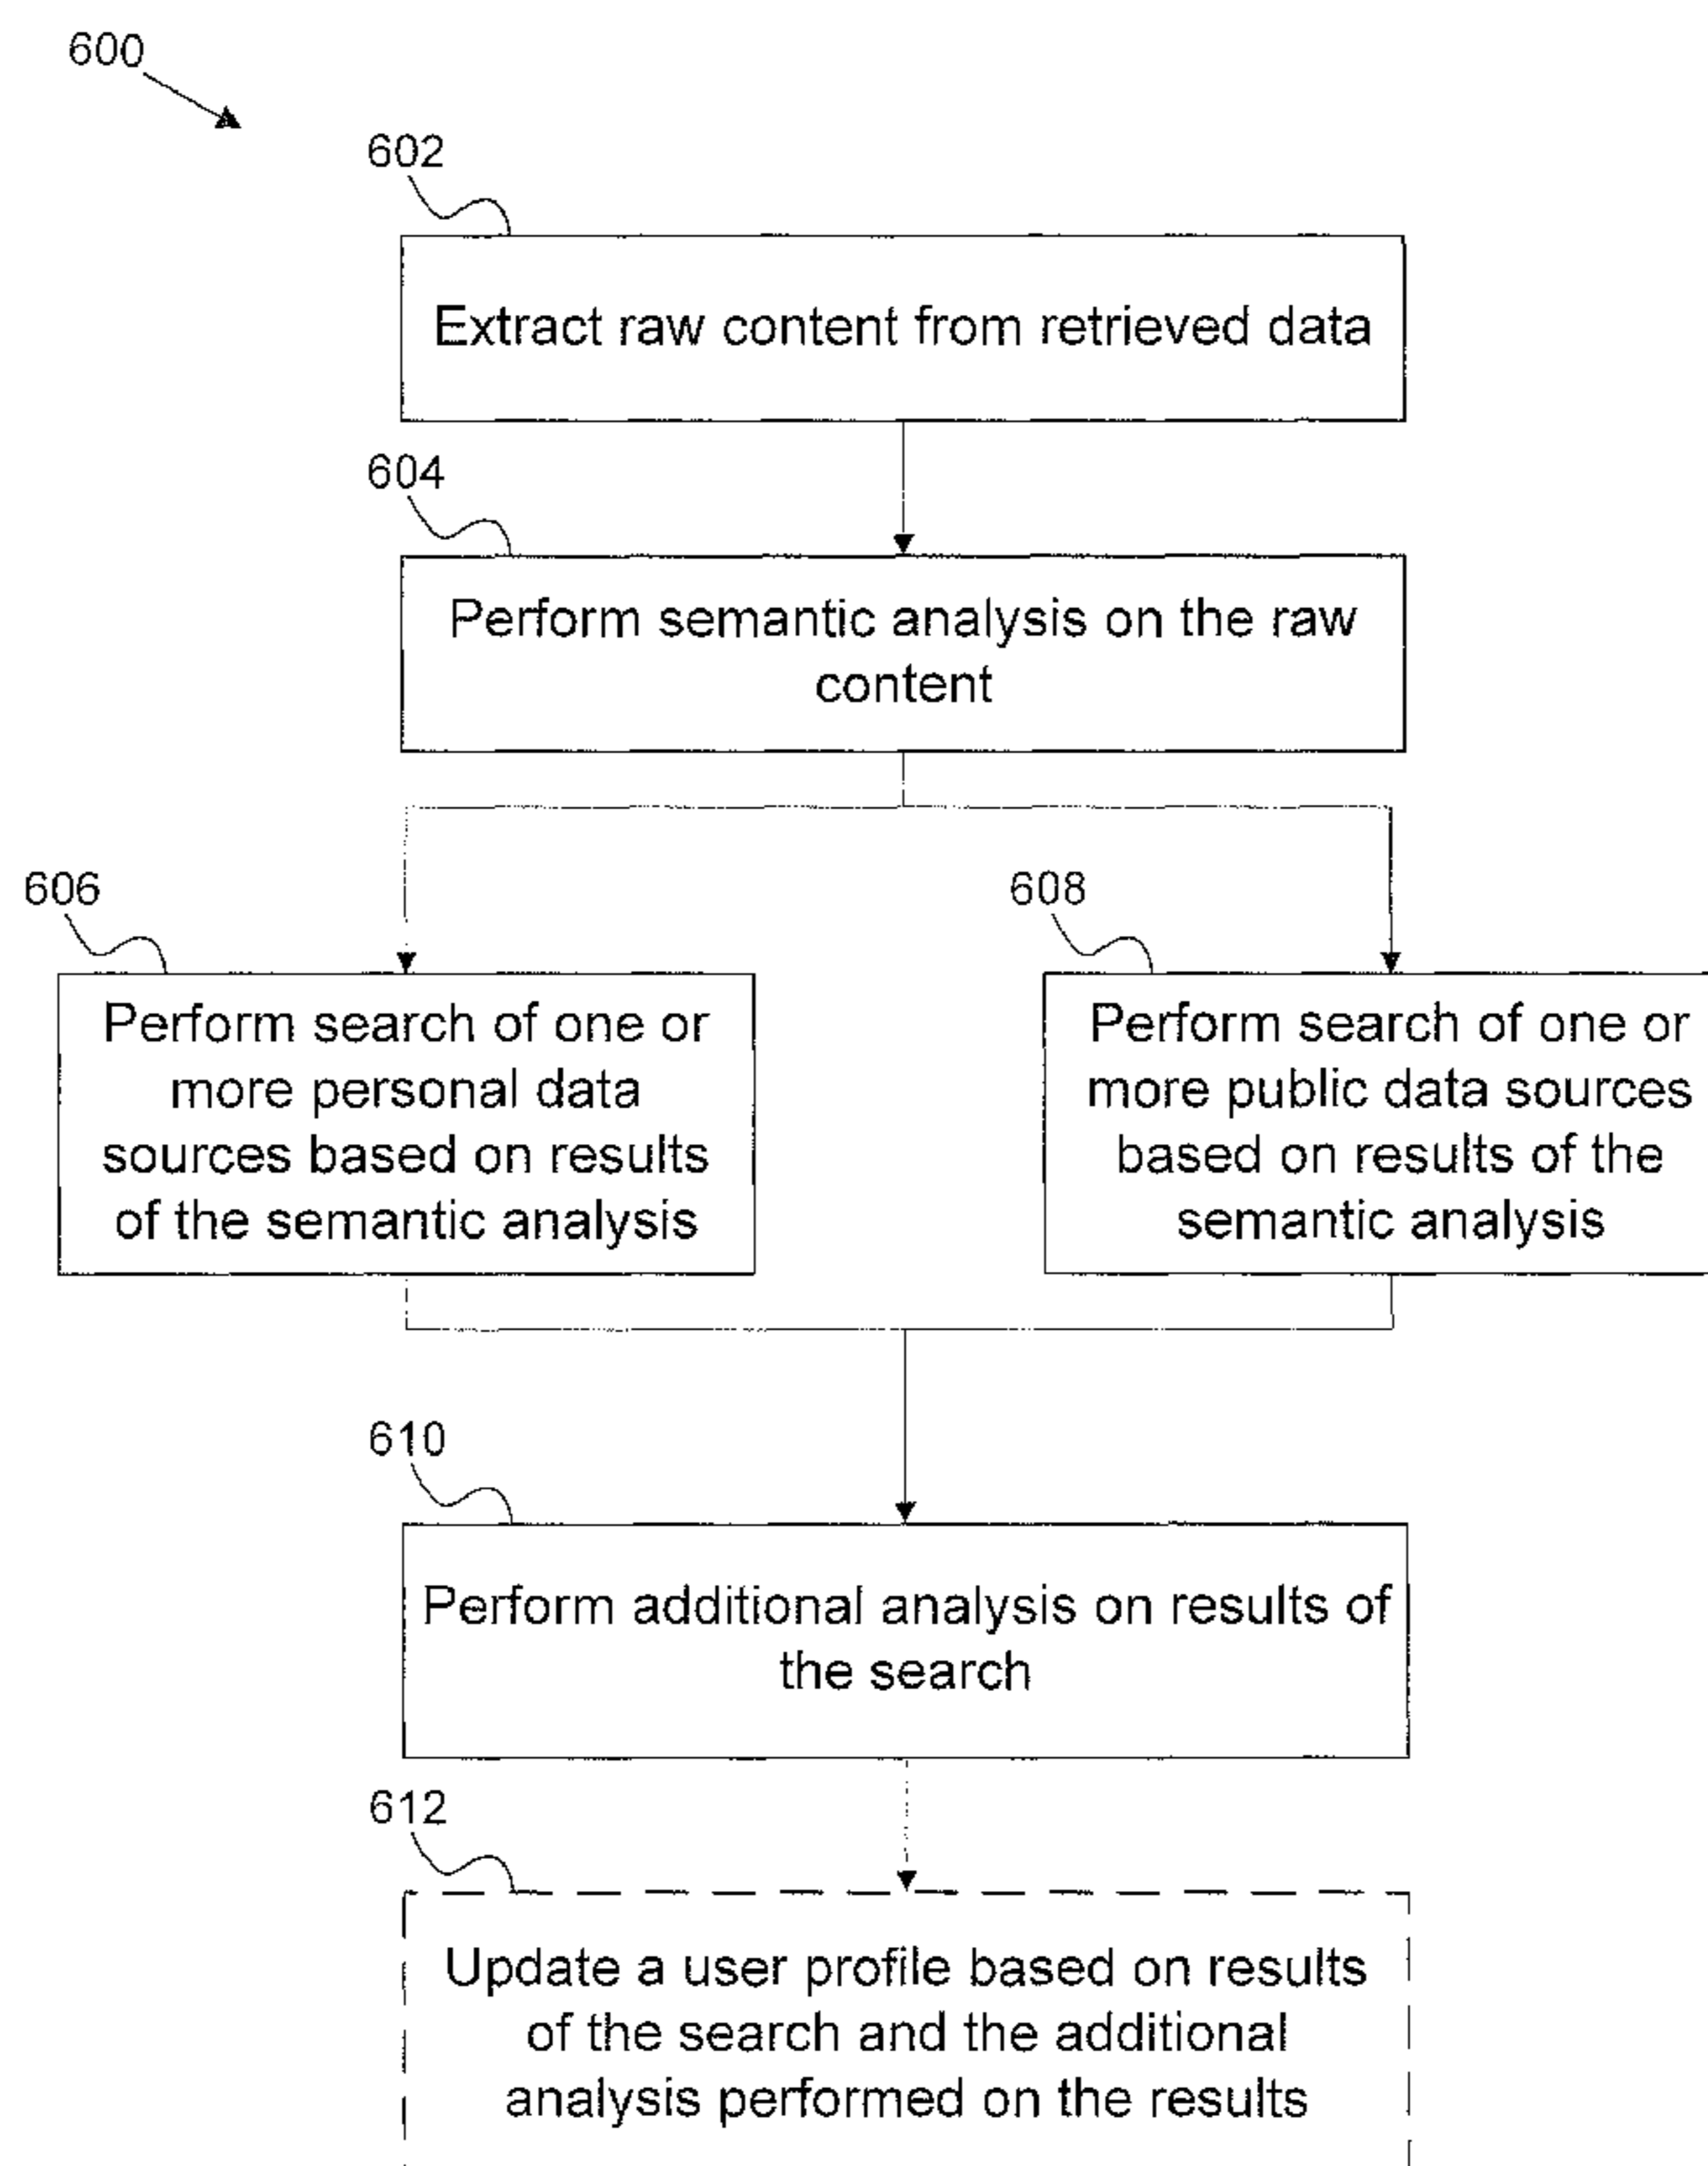 600
602
Extract raw content from retrieved data
604
Perform semantic analysis on the raw
content
606
Perform search of one or
more personal data
sources based on results
of the semantic analysis
608
Perform search of one or
more public data sources
based on results of the
semantic analysis
610
Perform additional analysis on results of
the search
612
Update a user profile based on results
of the search and the additional
analysis performed on the results